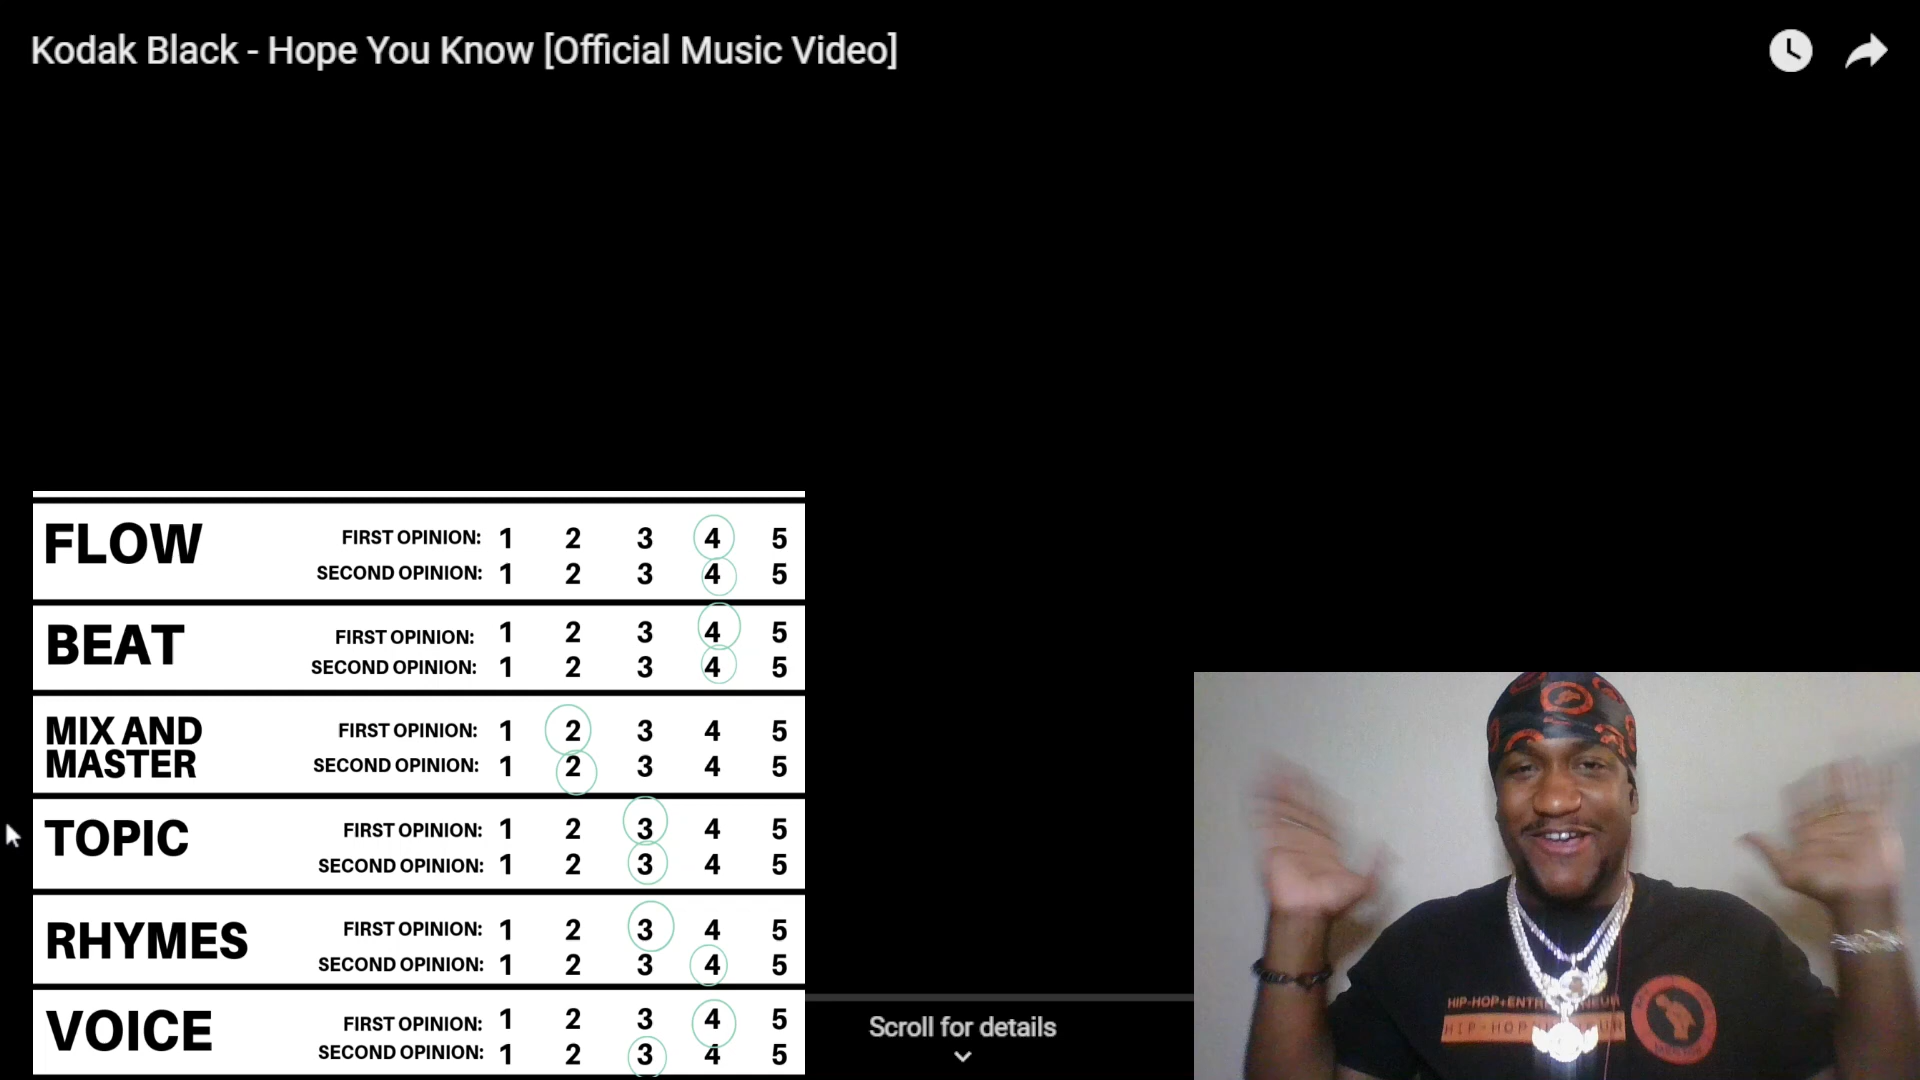 Kodak Black - Hope You Know [Official Music Video]
FLOW
FIRST OPINION: 1 2 3 4 5
SECOND OPINION: 1 2 3 4 5
BEAT
FIRST OPINION: 1 2 3 4 5
SECOND OPINION: 1 2 3 4 5
MIX AND
MASTER
FIRST OPINION: 1 2 3 4 5
SECOND OPINION: 1 2 3 4 5
TOPIC
FIRST OPINION: 1 2 3 4 5
SECOND OPINION: 1 2 3 4 5
RHYMES
FIRST OPINION: 1 2 3 4 5
SECOND OPINION: 1 2 3 4 5
VOICE
FIRST OPINION: 1 2 3 4 5
SECOND OPINION: 1 2 3 4 5
Scroll for details